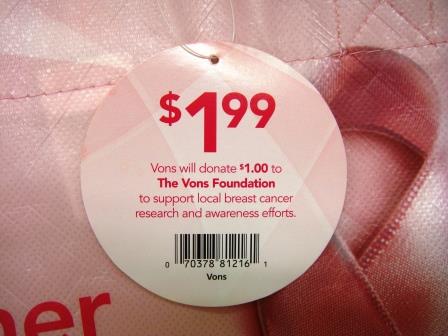 $1.99
Vons will donate $1.00 to
The Vons Foundation
to support local breast cancer
research and awareness efforts.
0 70378 81216 1
Vons
ner